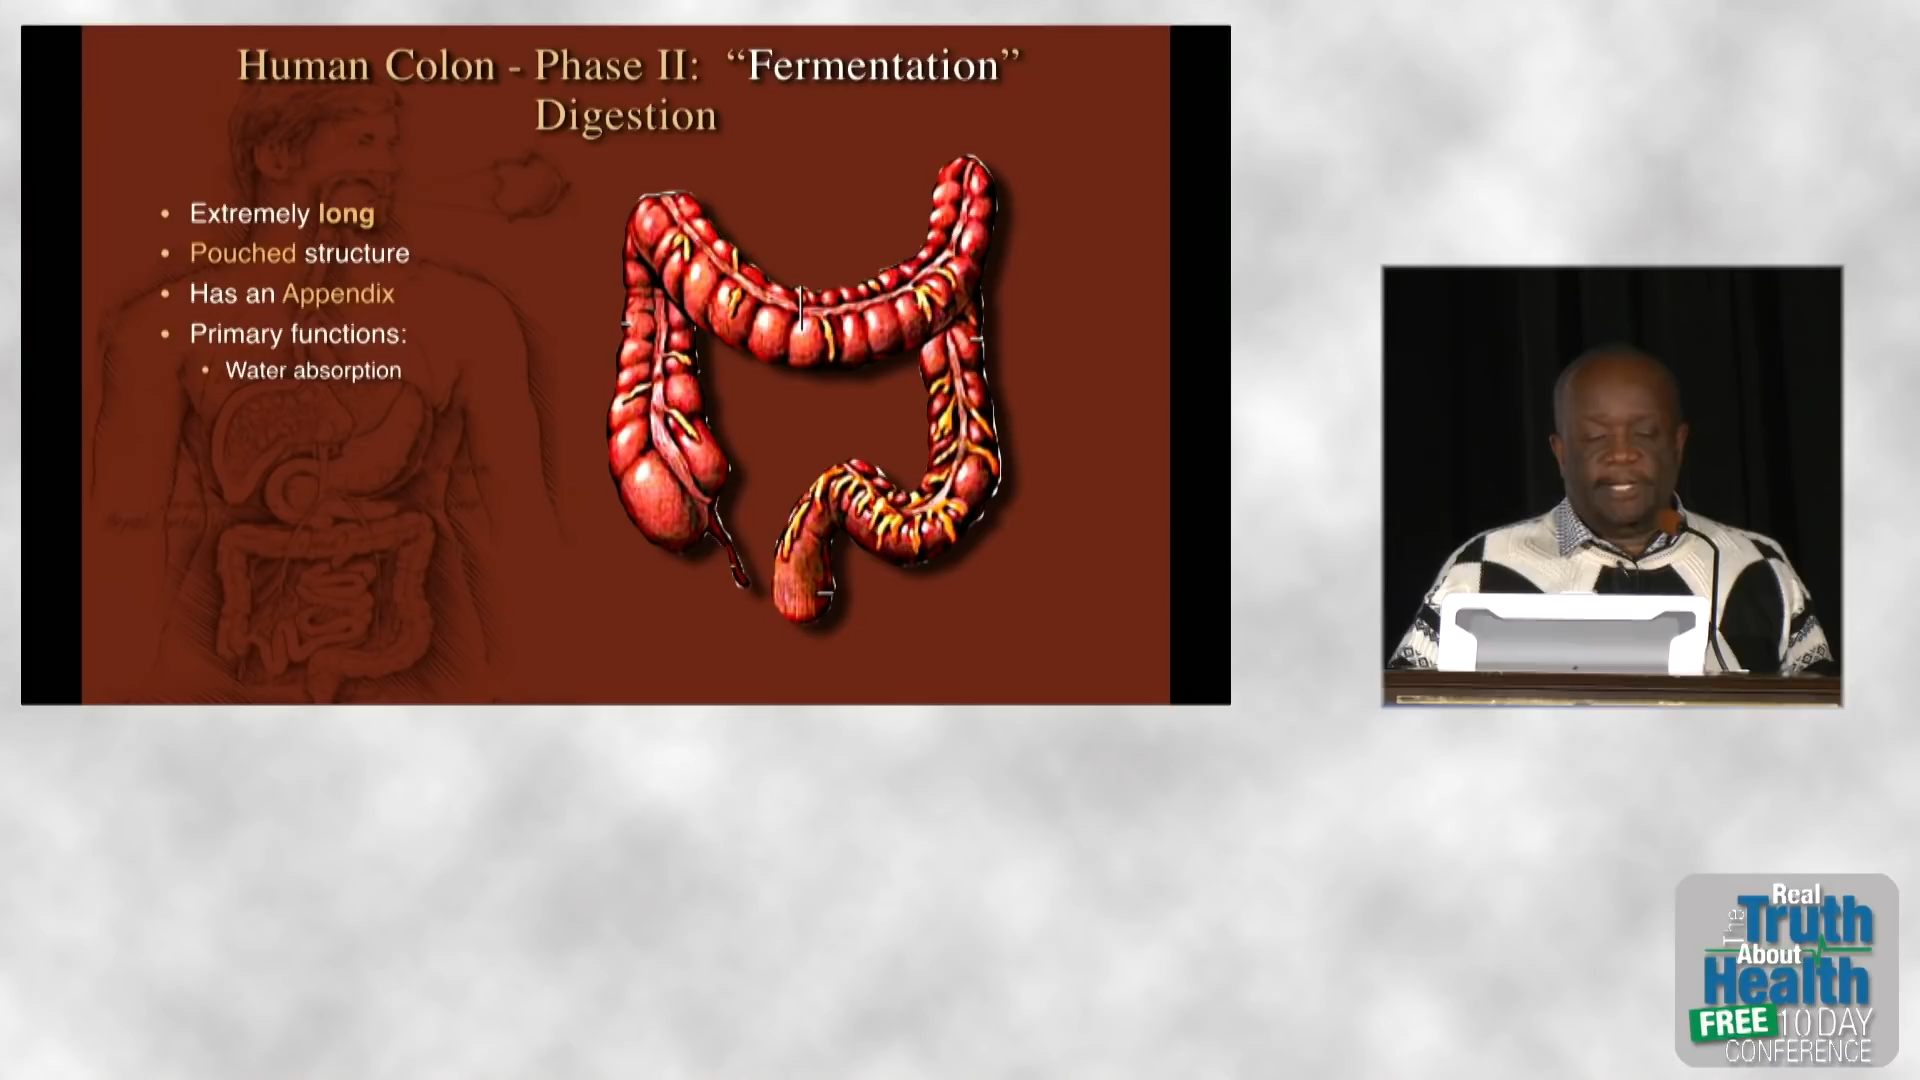 Human Colon - Phase II: “Fermentation”
Digestion
• Extremely long
• Pouched structure
• Has an Appendix
• Primary functions:
• Water absorption
The Real
Truth
About
Health
FREE 10 DAY
CONFERENCE